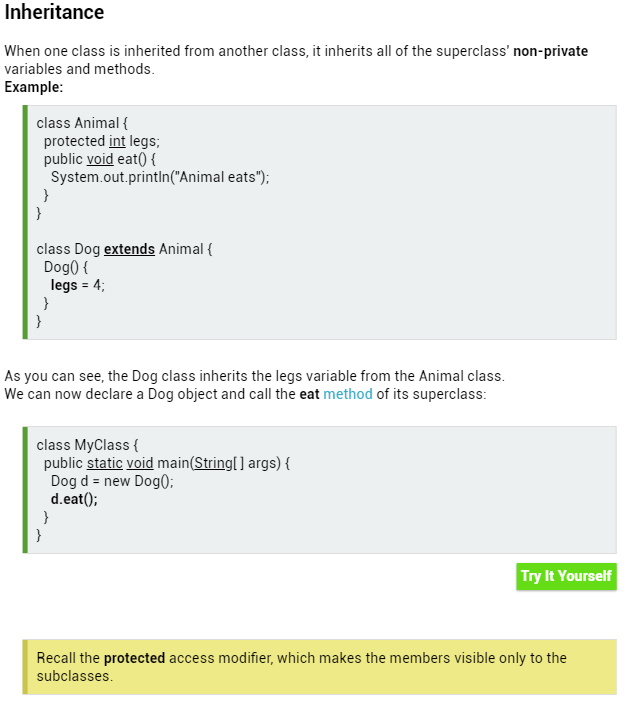 Inheritance
When one class is inherited from another class, it inherits all of the superclass' non-private
variables and methods.
Example:
class Animal {
protected int legs;
public void eat() {
System.out.println("Animal eats");
}
}
class Dog extends Animal {
Dog() {
legs = 4;
}
}
As you can see, the Dog class inherits the legs variable from the Animal class.
We can now declare a Dog object and call the eat method of its superclass:
class MyClass {
public static void main(String[ ] args) {
Dog d = new Dog();
d.eat();
}
}
Try It Yourself
Recall the protected access modifier, which makes the members visible only to the
subclasses.